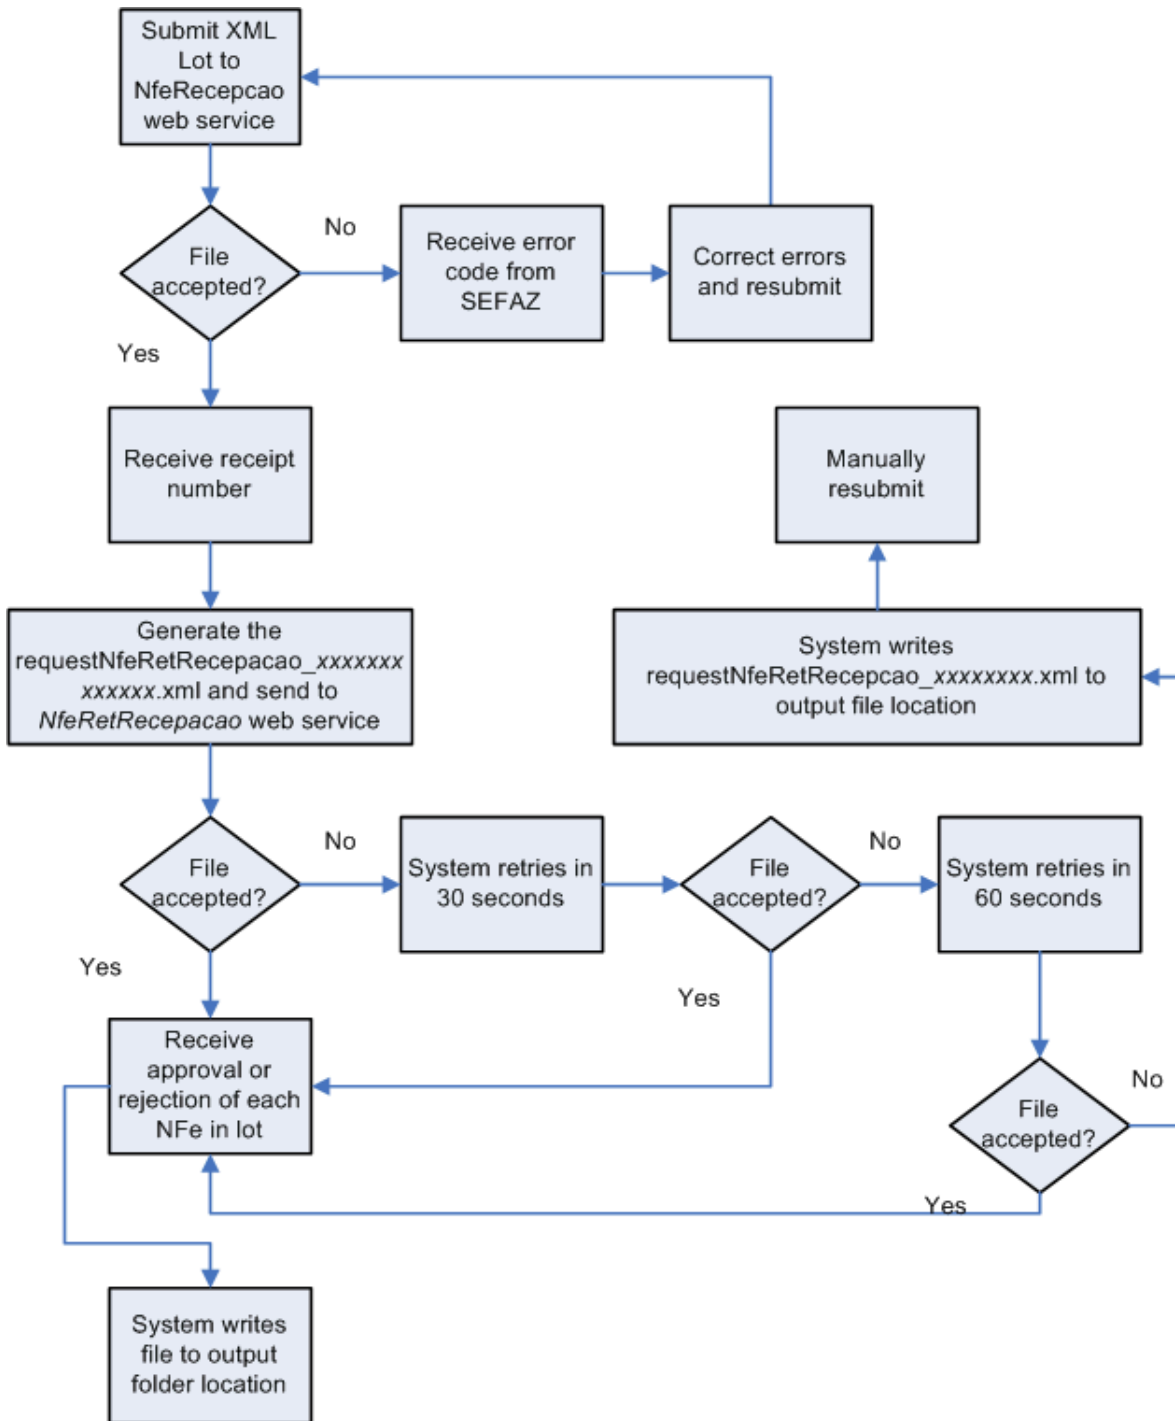 Submit XML
Lot to
NfeRecepcao
web service
File
accepted?
No
Receive error
code from
SEFAZ
Correct errors
and resubmit
Yes
Receive receipt
number
Manually
resubmit
Generate the
requestNfeRetRecepacao_xxxxxxx
xxxxxx.xml and send to
NfeRetRecepacao web service
System writes
requestNfeRetRecepcao_xxxxxxxx.xml to
output file location
File
accepted?
No
System retries in
30 seconds
File
accepted?
No
System retries in
60 seconds
Yes
Yes
Receive
approval or
rejection of each
NFe in lot
File
accepted?
No
Yes
System writes
file to output
folder location